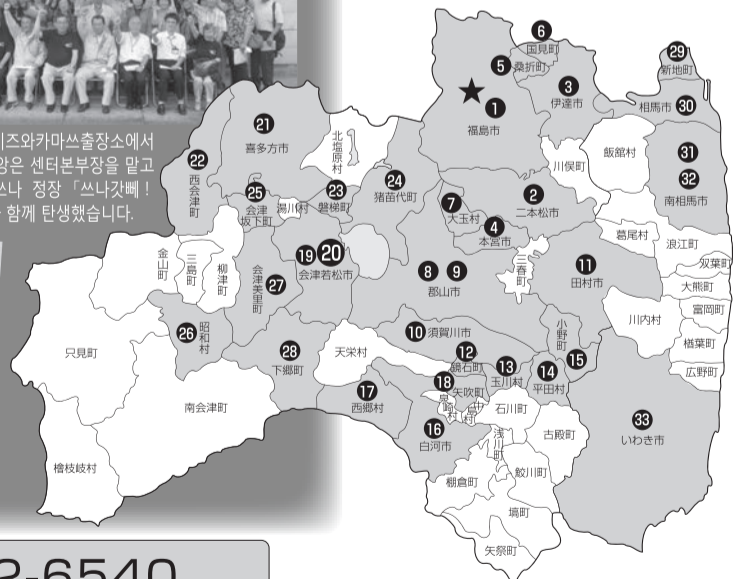 이즈와카마쓰출장소에서
앙은 센터본부장을 맡고
쓰나 정장 「쓰나갓삐!
함께 탄생했습니다.
2-6540
6
国見町
5
桑折町
★
1
福島市
3
伊達市
29
新地町
相馬市 30
31
32
南相馬市
飯舘村
川俣町
21
喜多方市
北塩原村
22
西会津町
25
会津坂下町
湯川村
23
磐梯町
24
猪苗代町
7
大玉村
2
二本松市
4
本宮市
葛尾村
浪江町
双葉町
大熊町
富岡町
楢葉町
広野町
川内村
金山町
三島町
柳津町
27
会津美里町
19 20
会津若松市
8 9
郡山市
三春町
11
田村市
只見町
26
昭和村
28
下郷町
天栄村
10 須賀川市
12
鏡石町
13
玉川村
14
平田村
小野町
15
18
泉崎村
矢吹町
中島村
石川町
17
西郷村
16
白河市
南会津町
檜枝岐村
浅川町
古殿町
棚倉町
鮫川村
塙町
矢祭町
33
いわき市